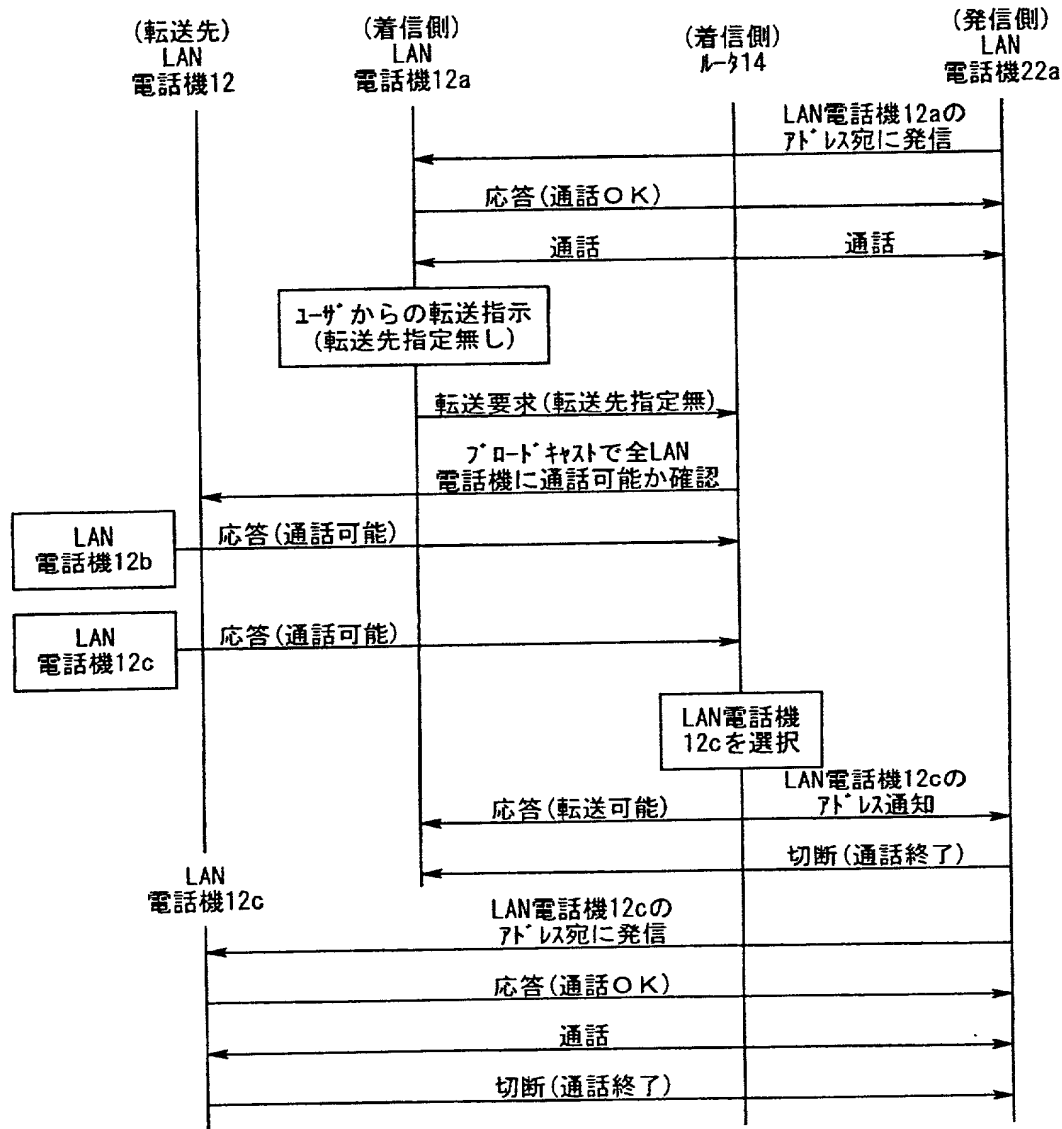 (転送先)
LAN
電話機12
(着信側)
LAN
電話機12a
(着信側)
ルータ14
(発信側)
LAN
電話機22a
LAN電話機12aの
アドレス宛に発信
応答(通話OK)
通話
通話
ユーザからの転送指示
(転送先指定無し)
転送要求(転送先指定無)
ブロードキャストで全LAN
電話機に通話可能か確認
LAN
電話機12b
応答(通話可能)
LAN
電話機12c
応答(通話可能)
LAN電話機
12cを選択
応答(転送可能)
LAN電話機12cの
アドレス通知
切断(通話終了)
LAN
電話機12c
LAN電話機12cの
アドレス宛に発信
応答(通話OK)
通話
切断(通話終了)